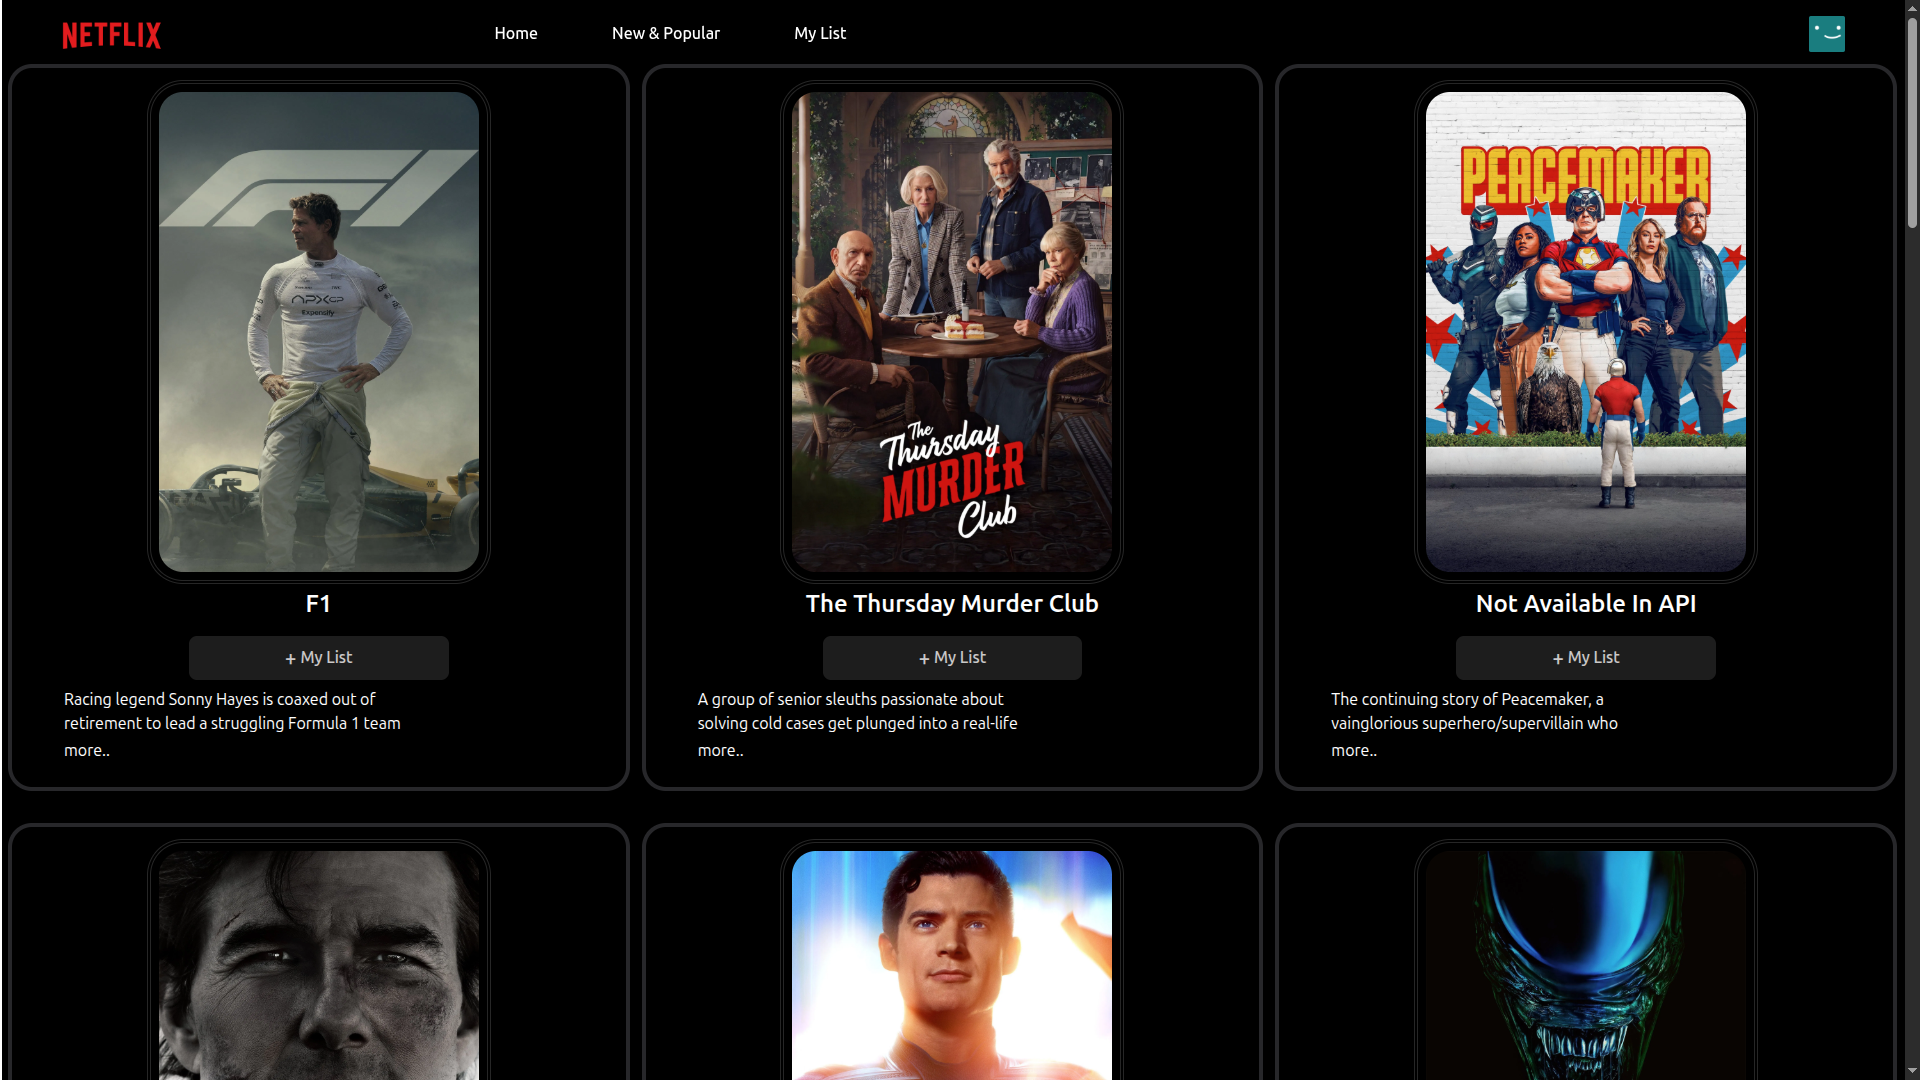 NETFLIX
Home
New & Popular
My List
F1
APXGP
Expensify
The
Thursday
MURDER
Club
PEACEMAKER
F1
The Thursday Murder Club
Not Available In API
+ My List
+ My List
+ My List
Racing legend Sonny Hayes is coaxed out of
retirement to lead a struggling Formula 1 team
more..
A group of senior sleuths passionate about
solving cold cases get plunged into a real-life
more..
The continuing story of Peacemaker, a
vainglorious superhero/supervillain who
more..